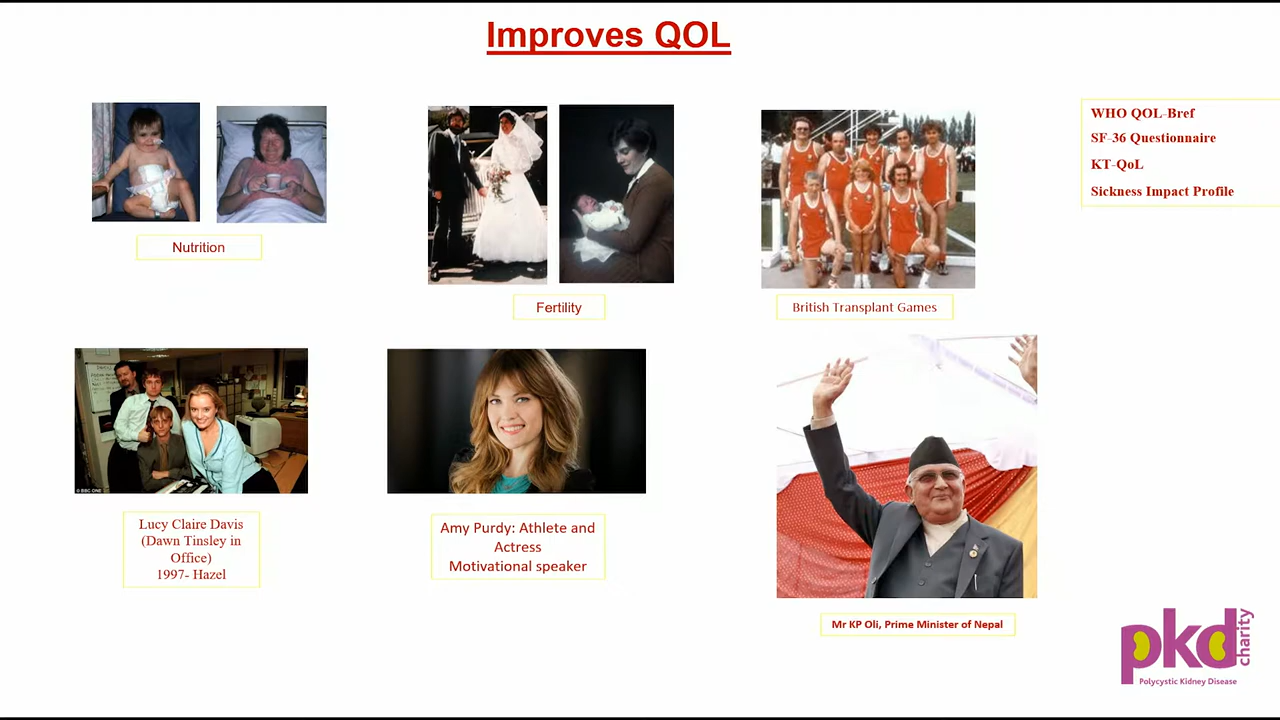 Improves QOL
WHO QOL-Bref
SF-36 Questionnaire
KT-QoL
Sickness Impact Profile
Nutrition
Fertility
British Transplant Games
© BBC ONE
Lucy Claire Davis
(Dawn Tinsley in
Office)
1997- Hazel
Amy Purdy: Athlete and
Actress
Motivational speaker
Mr KP Oli, Prime Minister of Nepal
pkd
charity
Polycystic Kidney Disease